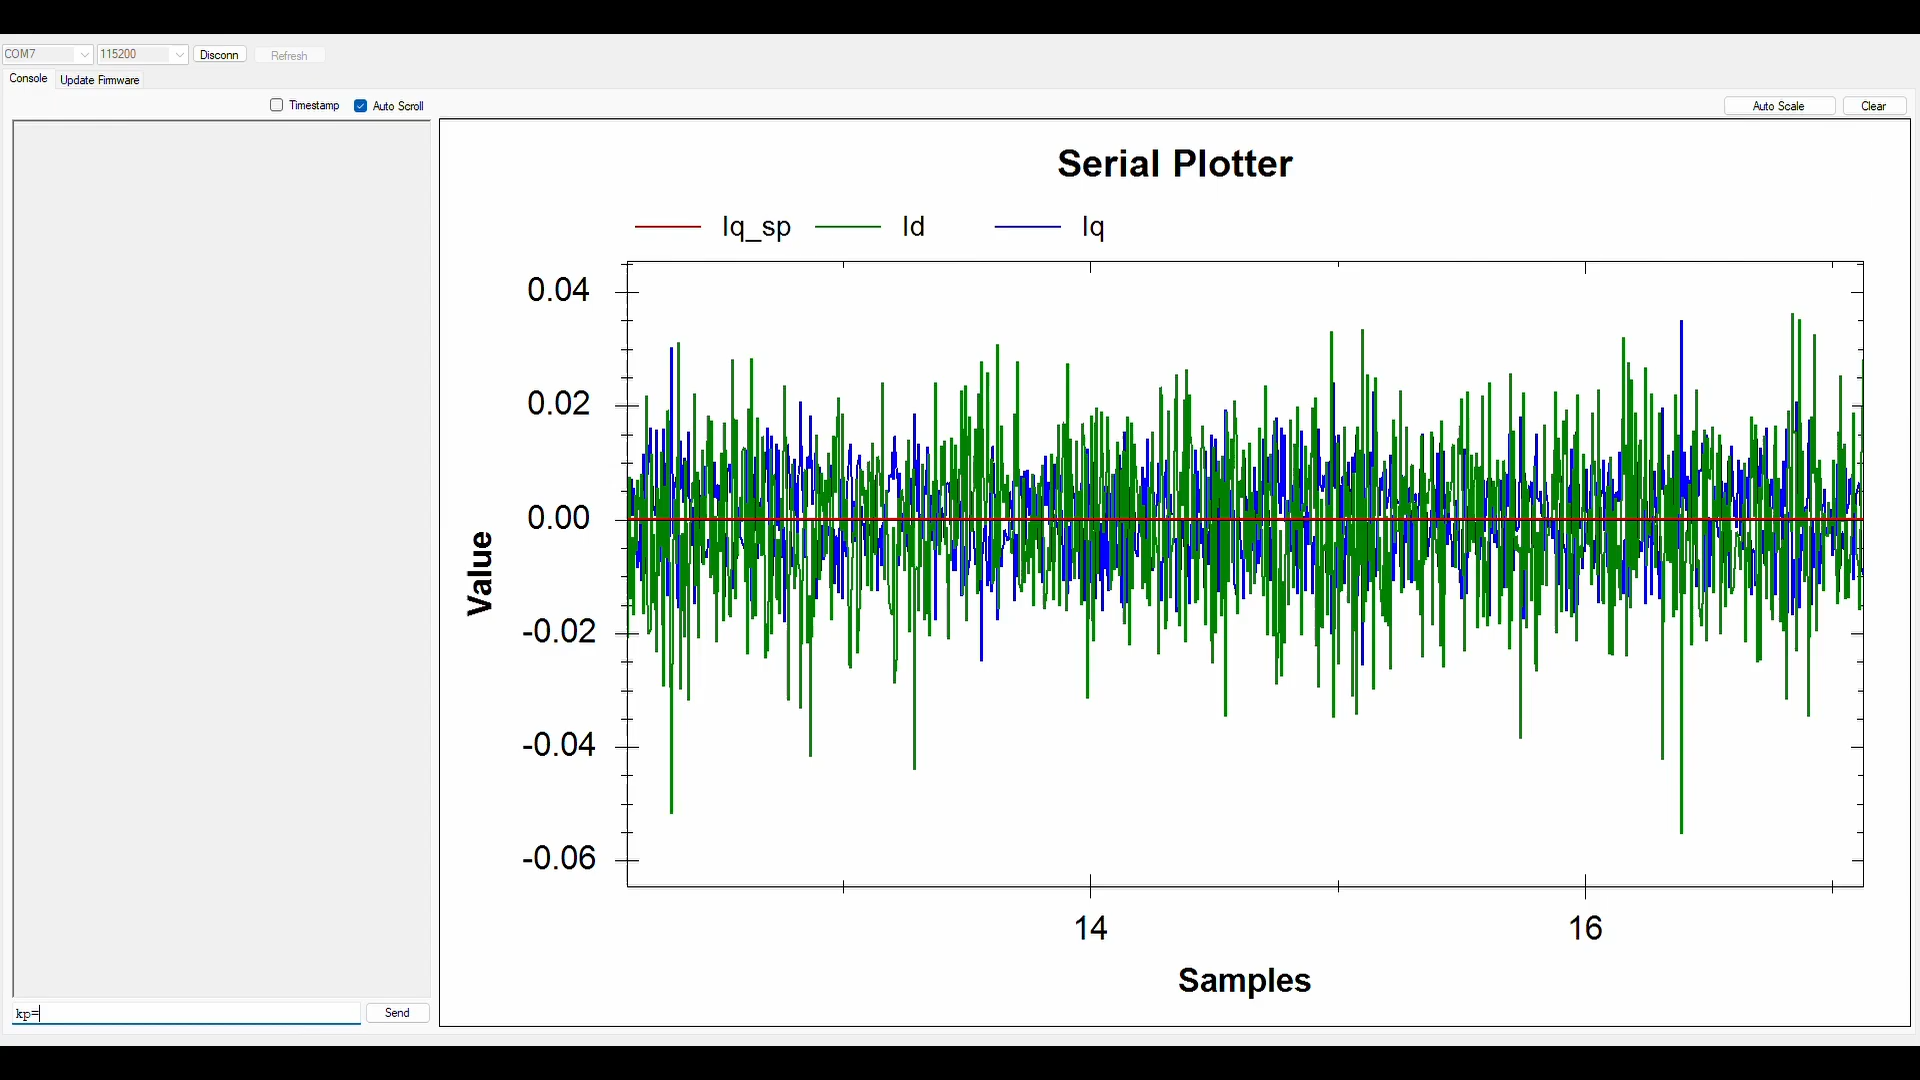 COM7 115200 Disconn Refresh
Console Update Firmware
Timestamp Auto Scroll Auto Scale Clear
Serial Plotter
Iq_sp Id Iq
0.04
0.02
0.00
-0.02
-0.04
-0.06
Value
14 16
Samples
kp= Send